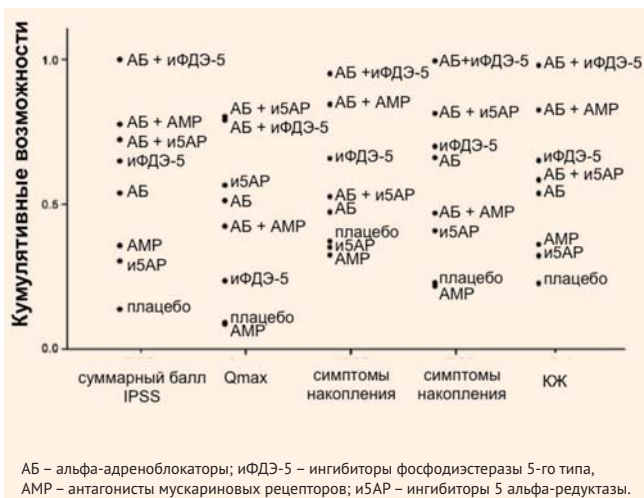 Кумулятивные возможности
1.0
0.5
0.0
АБ + иФДЭ-5
АБ + АМР
АБ + и5АР
иФДЭ-5
АБ
АМР
и5АР
плацебо
АБ + и5АР
АБ + иФДЭ-5
и5АР
АБ
АБ + АМР
иФДЭ-5
плацебо
АМР
АБ +иФДЭ-5
АБ + АМР
иФДЭ-5
АБ + и5АР
АБ
плацебо
и5АР
АМР
АБ+иФДЭ-5
АБ + и5АР
иФДЭ-5
АБ
АБ + АМР
и5АР
плацебо
АМР
АБ + иФДЭ-5
АБ + АМР
иФДЭ-5
АБ + и5АР
АБ
АМР
и5АР
плацебо
суммарный балл
IPSS
Qmax
симптомы
накопления
симптомы
накопления
КЖ
АБ – альфа-адреноблокаторы; иФДЭ-5 – ингибиторы фосфодиэстеразы 5-го типа,
АМР – антагонисты мускариновых рецепторов; и5АР – ингибиторы 5 альфа-редуктазы.